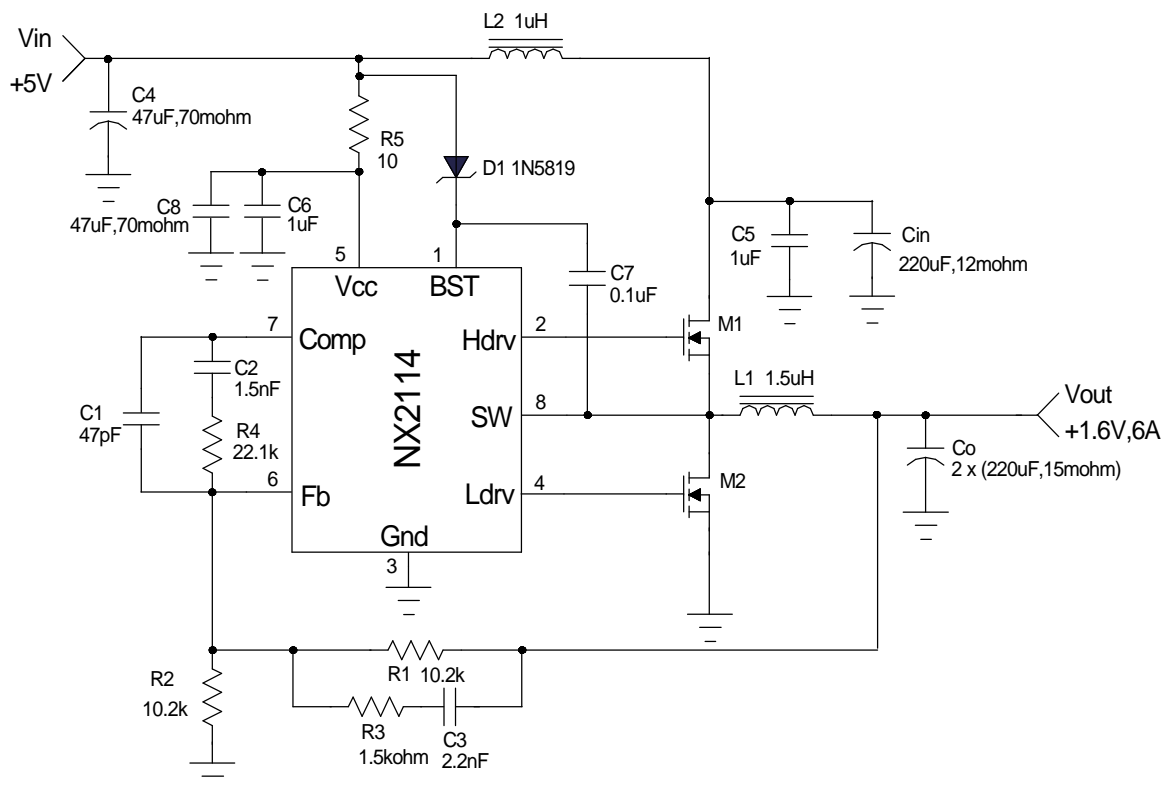 L2 1uH
Vin
+5V
C4
47uF,70mohm
R5
10
D1 1N5819
C8
47uF,70mohm
C6
1uF
C5
1uF
Cin
220uF,12mohm
5
1
Vcc
BST
C7
0.1uF
7
Comp
Hdrv
2
M1
C2
1.5nF
L1 1.5uH
C1
47pF
R4
22.1k
NX2114
SW
8
Vout
+1.6V,6A
Co
2 x (220uF,15mohm)
6
Fb
Ldrv
4
M2
Gnd
3
R2
10.2k
R1 10.2k
R3
1.5kohm
C3
2.2nF